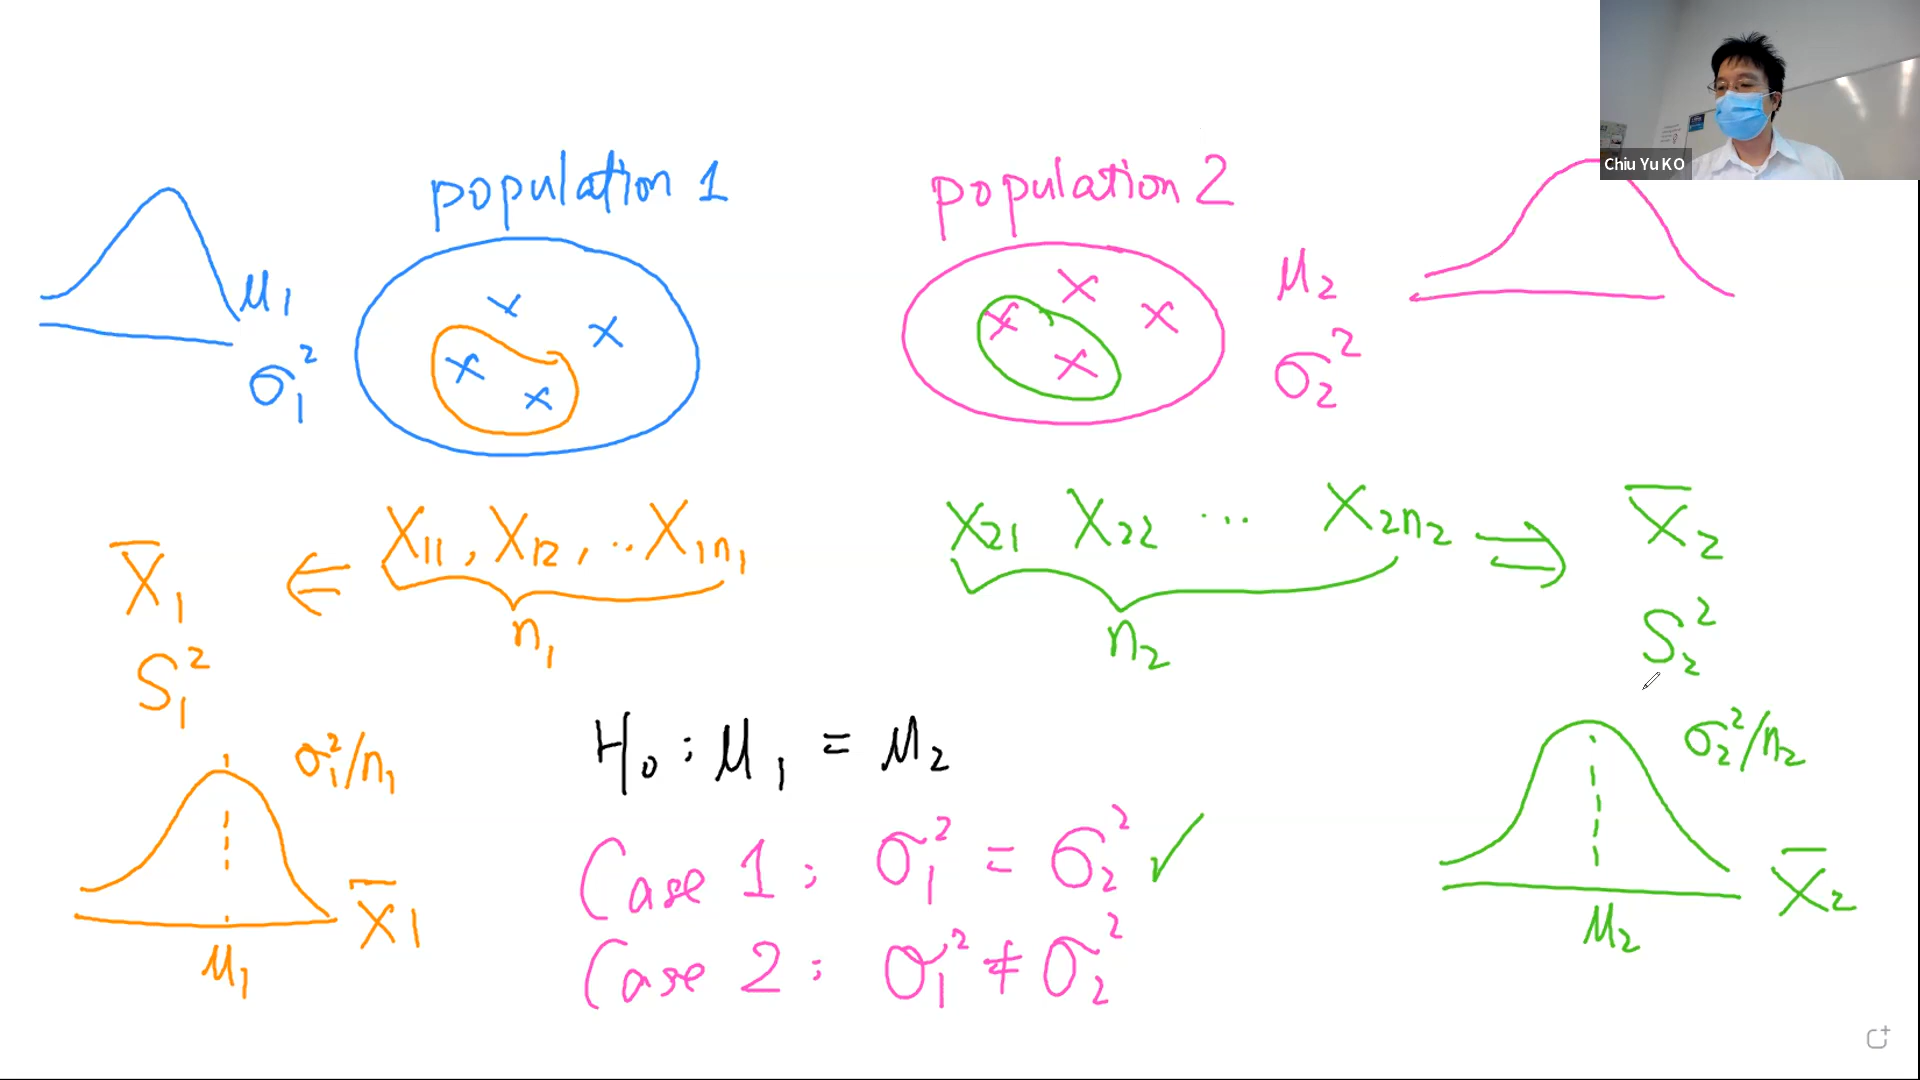 Chiu Yu KO
population 1
population 2
μ₁
σ₁²
μ₂
σ₂²
X₁₁, X₁₂, ..X₁ₙ₁
n₁
X₂₁ X₂₂ ... X₂ₙ₂
n₂
X̅₁
S₁²
X̅₂
S₂²
σ₁²/n₁
X̅₁
μ₁
H₀ : μ₁ = μ₂
Case 1 : σ₁² = σ₂² ✓
Case 2 : σ₁² ≠ σ₂²
σ₂²/n₂
X̅₂
μ₂